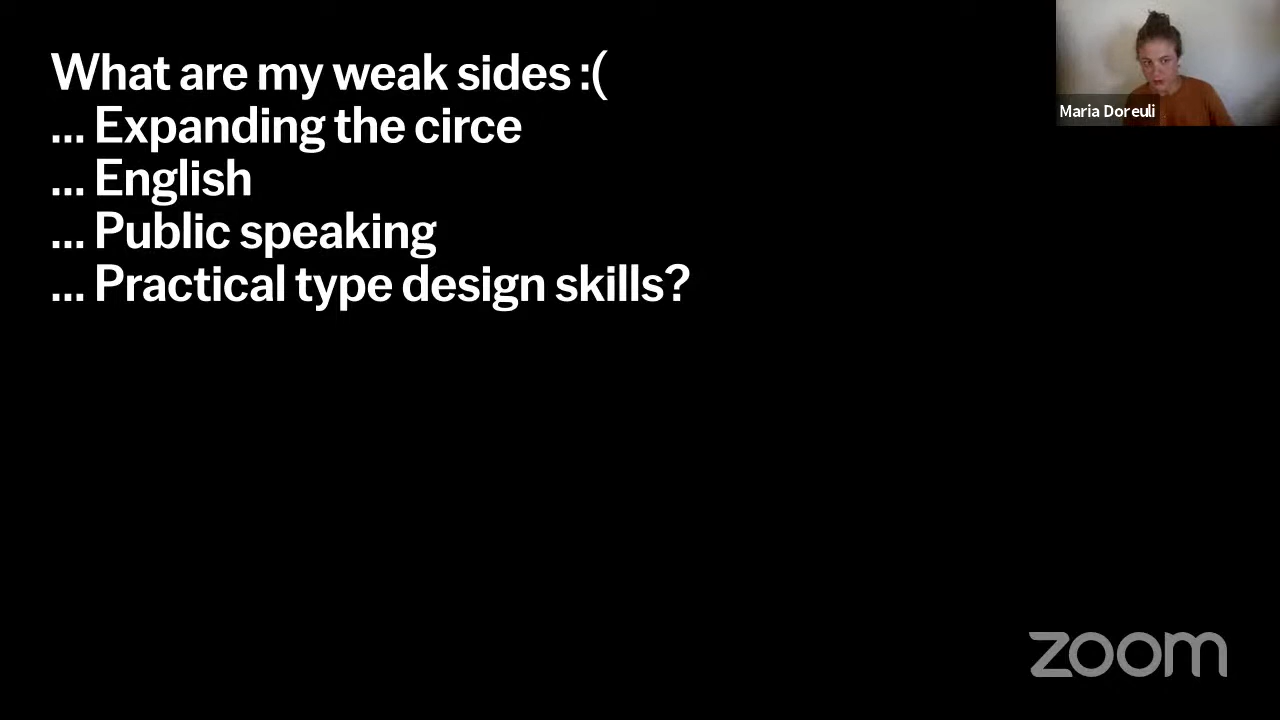 What are my weak sides :(
... Expanding the circe
... English
... Public speaking
... Practical type design skills?
Maria Doreuli
zoom